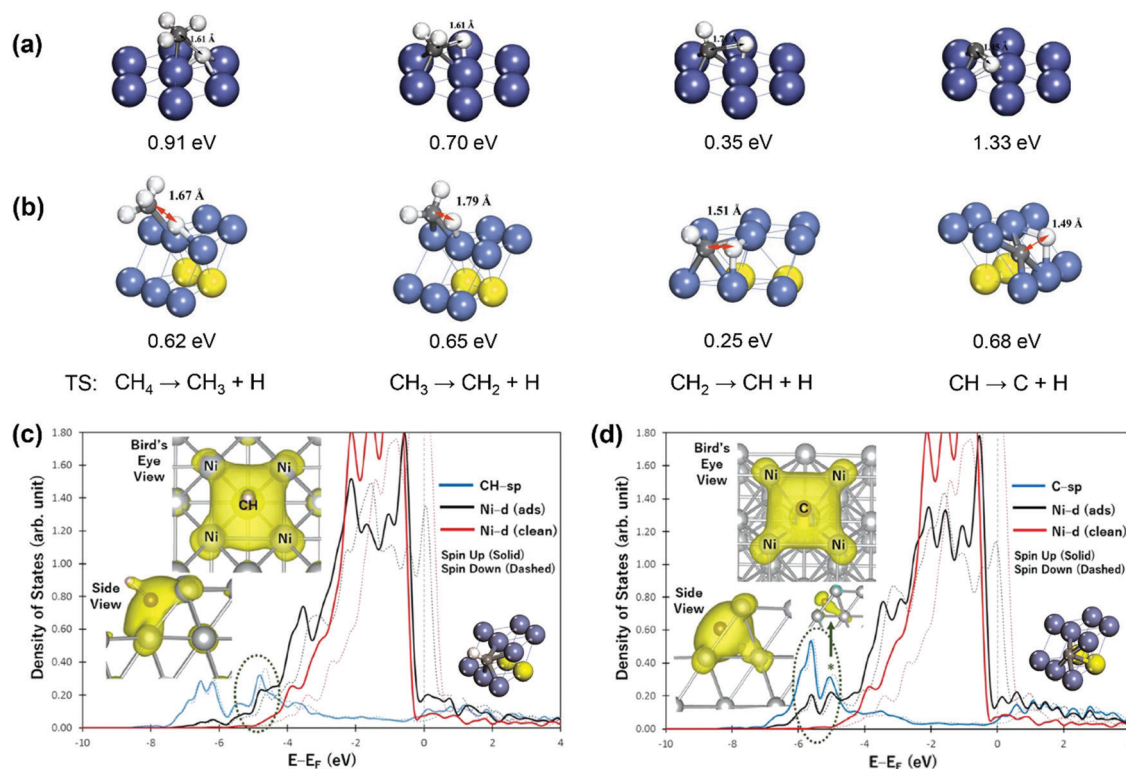 (a)
1.61 Å
1.61 Å
0.91 eV
0.70 eV
0.35 eV
1.33 eV
(b)
1.67 Å
1.79 Å
1.51 Å
1.49 Å
0.62 eV
0.65 eV
0.25 eV
0.68 eV
TS: CH₄ → CH₃ + H
CH₃ → CH₂ + H
CH₂ → CH + H
CH → C + H
(c)
Density of States (arb. unit)
1.80
1.60
1.40
1.20
1.00
0.80
0.60
0.40
0.20
0.00
Bird's
Eye
View
Ni
Ni
CH
Ni
Ni
Side
View
CH–sp
Ni–d (ads)
Ni–d (clean)
Spin Up (Solid)
Spin Down (Dashed)
-10 -8 -6 -4 -2 0 2 4
E–E_F (eV)
(d)
Density of States (arb. unit)
1.80
1.60
1.40
1.20
1.00
0.80
0.60
0.40
0.20
0.00
Bird's
Eye
View
Ni
Ni
C
Ni
Ni
Side
View
*
C–sp
Ni–d (ads)
Ni–d (clean)
Spin Up (Solid)
Spin Down (Dashed)
-10 -8 -6 -4 -2 0 2 4
E–E_F (eV)